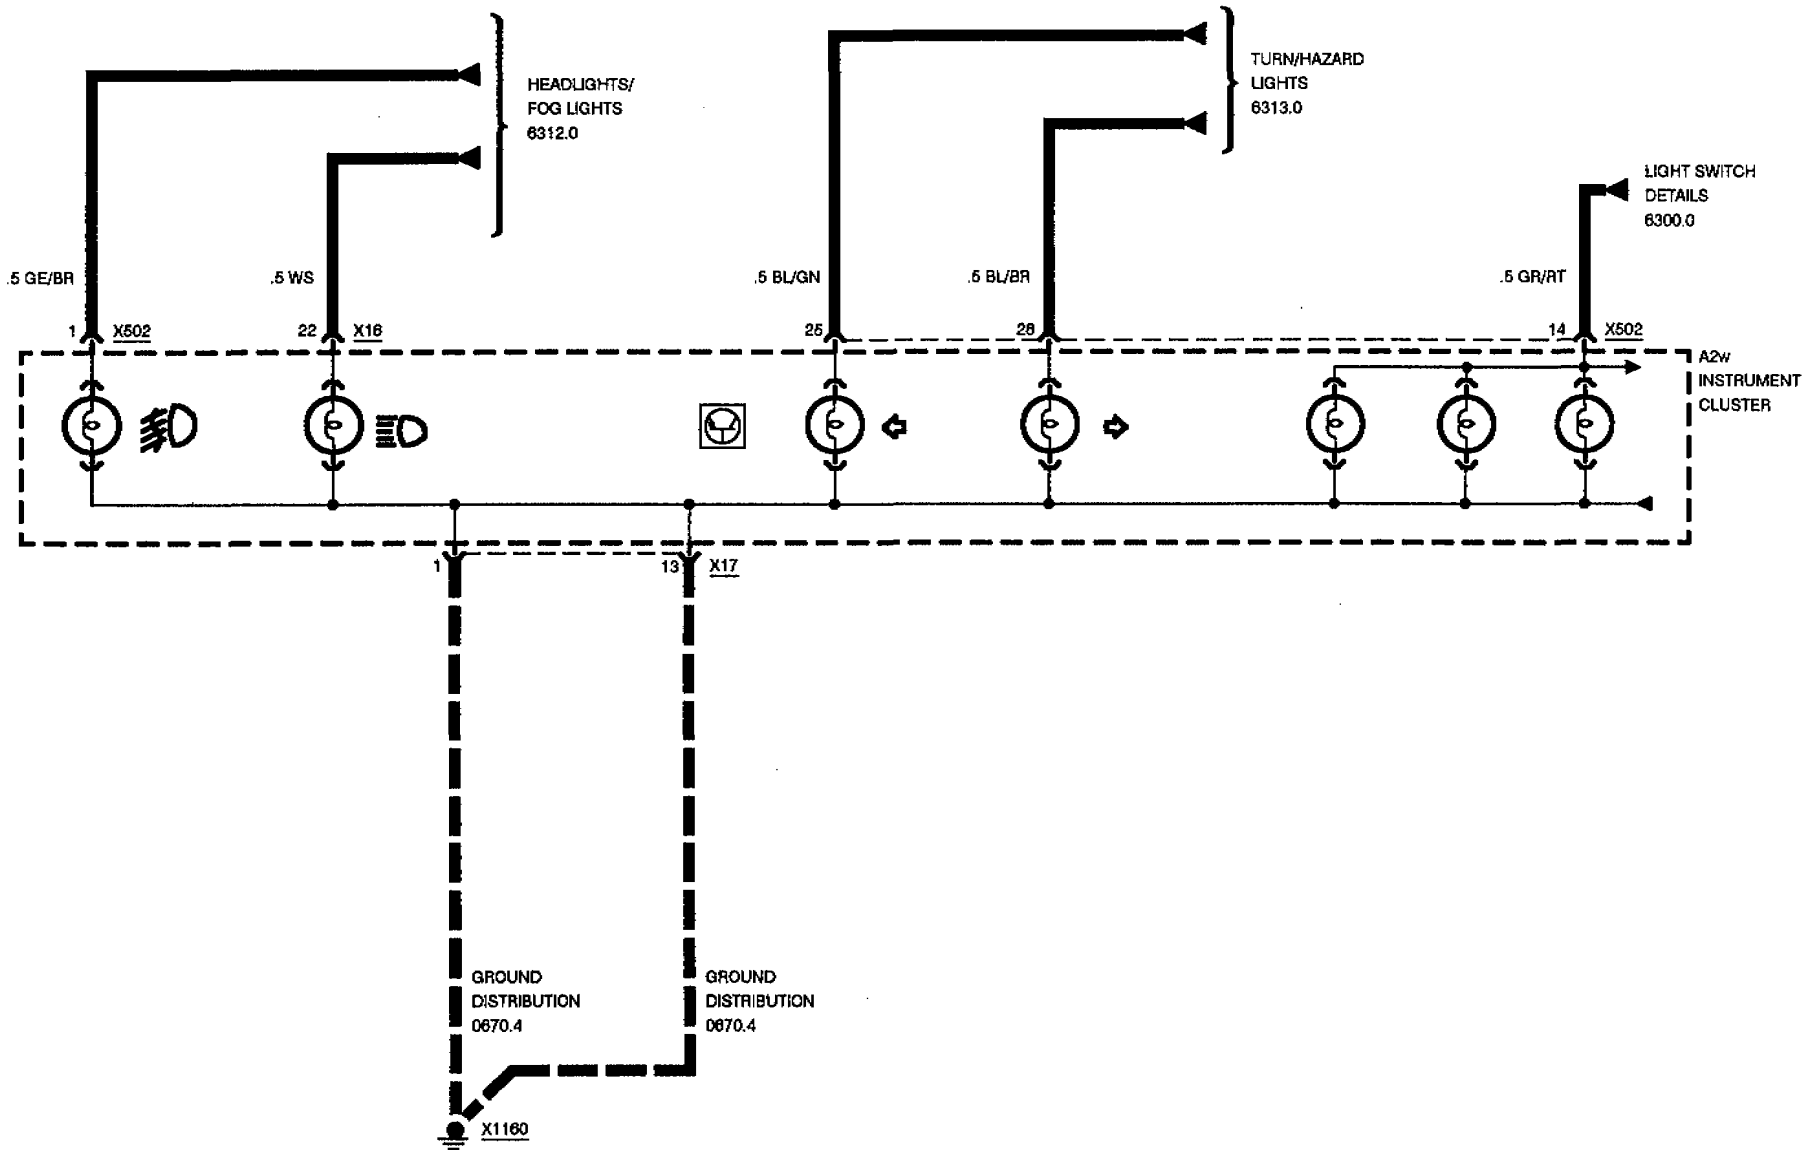 HEADLIGHTS/
FOG LIGHTS
6312.0
TURN/HAZARD
LIGHTS
6313.0
LIGHT SWITCH
DETAILS
6300.0
.5 GE/BR
.5 WS
.5 BL/GN
.5 BL/BR
.5 GR/RT
1 X502
22 X16
25
26
14 X502
A2w
INSTRUMENT
CLUSTER
1
13 X17
GROUND
DISTRIBUTION
0670.4
GROUND
DISTRIBUTION
0670.4
X1160